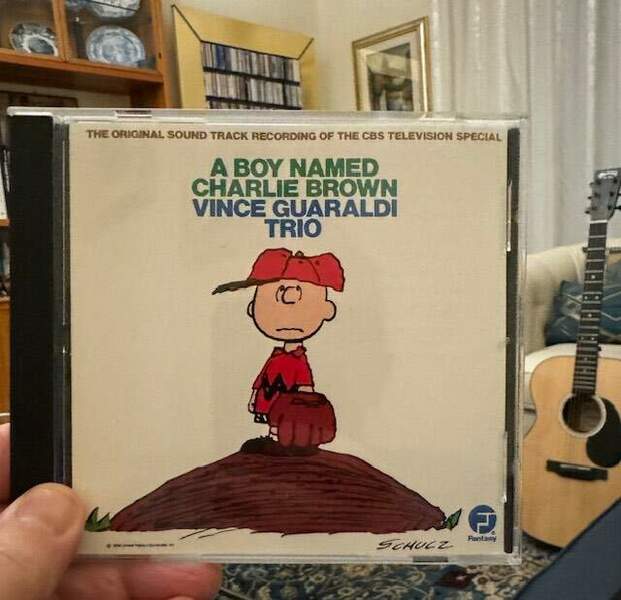 THE ORIGINAL SOUND TRACK RECORDING OF THE CBS TELEVISION SPECIAL
A BOY NAMED
CHARLIE BROWN
VINCE GUARALDI
TRIO
SCHULZ
Fantasy